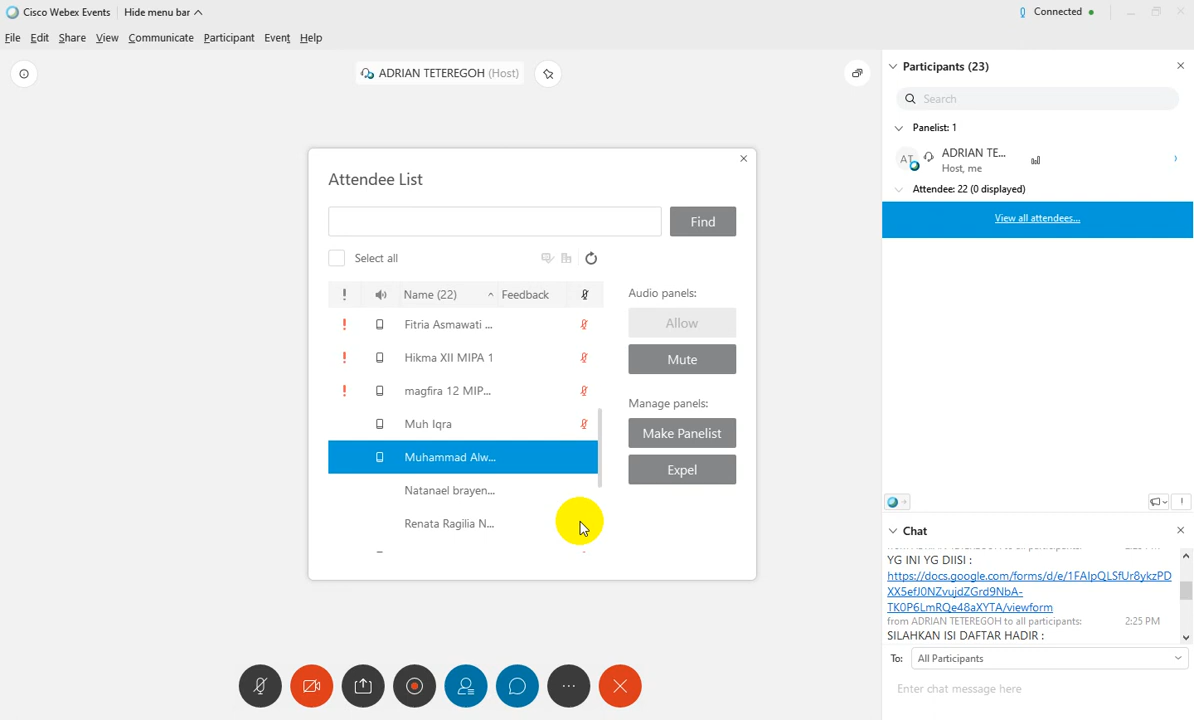 Cisco Webex Events
Hide menu bar
Connected
File Edit Share View Communicate Participant Event Help
ADRIAN TETEREGOH (Host)
Participants (23)
Search
Panelist: 1
AT
ADRIAN TE...
Host, me
Attendee: 22 (0 displayed)
View all attendees...
Attendee List
Find
Select all
! Name (22) Feedback
! Fitria Asmawati ...
! Hikma XII MIPA 1
! magfira 12 MIP...
Muh Iqra
Muhammad Alw...
Natanael brayen...
Renata Ragilia N...
Audio panels:
Allow
Mute
Manage panels:
Make Panelist
Expel
Chat
YG INI YG DIISI :
https://docs.google.com/forms/d/e/1FAIpQLSfUr8ykzPD
XX5efJ0NZvujdZGrd9NbA-
TK0P6LmRQe48aXYTA/viewform
from ADRIAN TETEREGOH to all participants: 2:25 PM
SILAHKAN ISI DAFTAR HADIR :
To: All Participants
Enter chat message here